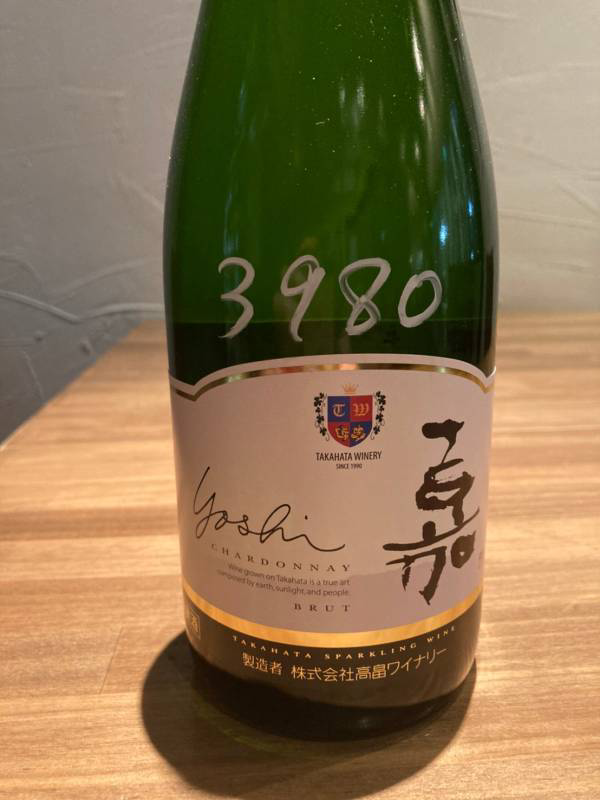 3980
T W
TAKAHATA WINERY
SINCE 1990
嘉
yoshi
CHARDONNAY
Wine grown on Takahata is a true art
composed by earth, sunlight, and people.
BRUT
TAKAHATA SPARKLING WINE
製造者 株式会社高畠ワイナリー